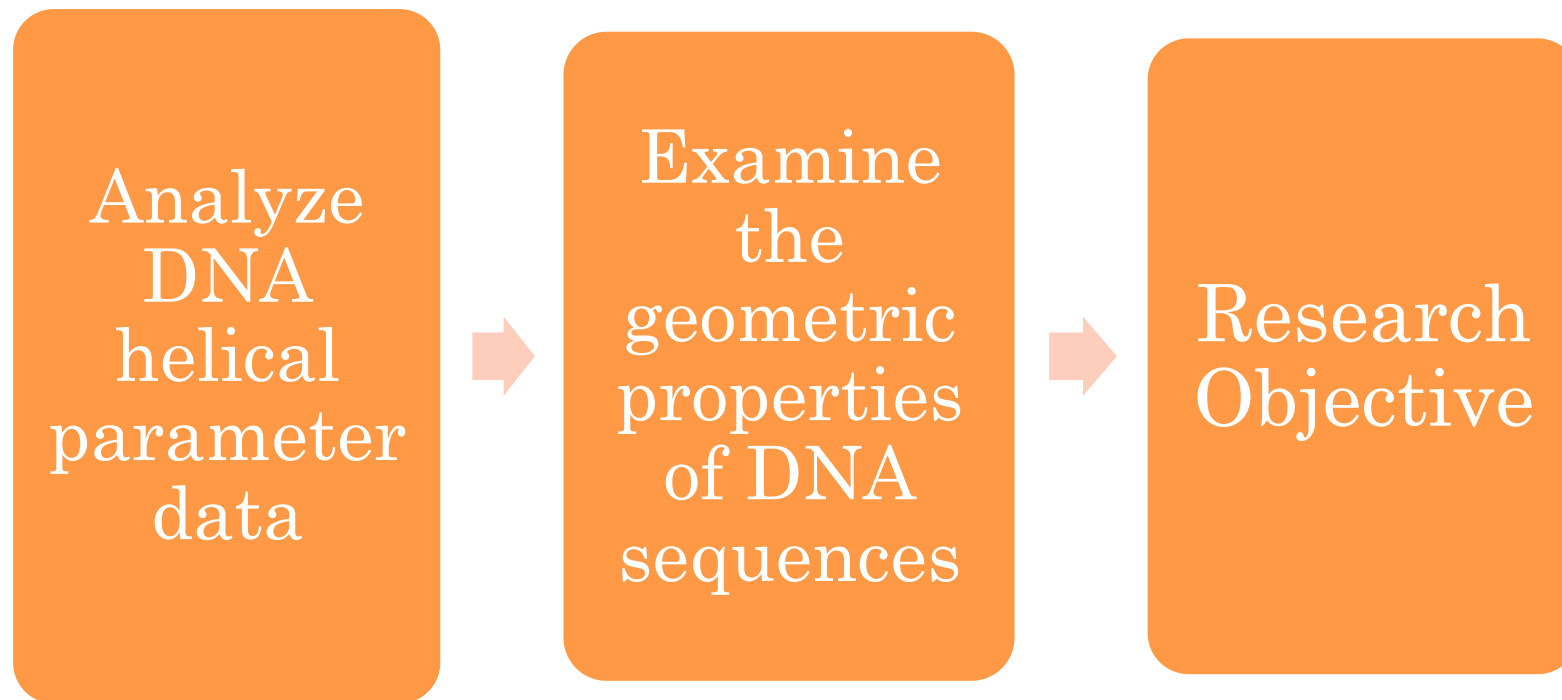 Analyze
DNA
helical
parameter
data
Examine
the
geometric
properties
of DNA
sequences
Research
Objective